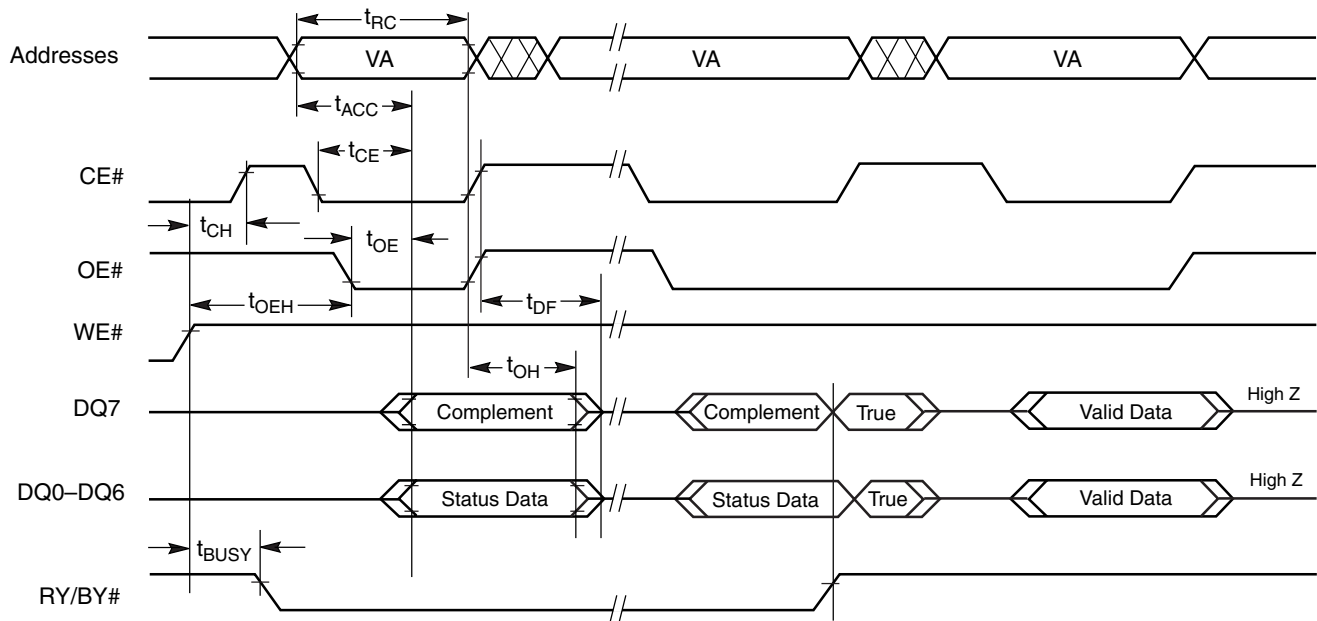 tRC
Addresses VA VA VA
tACC
tCE
CE#
tCH
tOE
OE#
tOEH
tDF
WE#
tOH
DQ7 Complement Complement True Valid Data High Z
DQ0–DQ6 Status Data Status Data True Valid Data High Z
tBUSY
RY/BY#